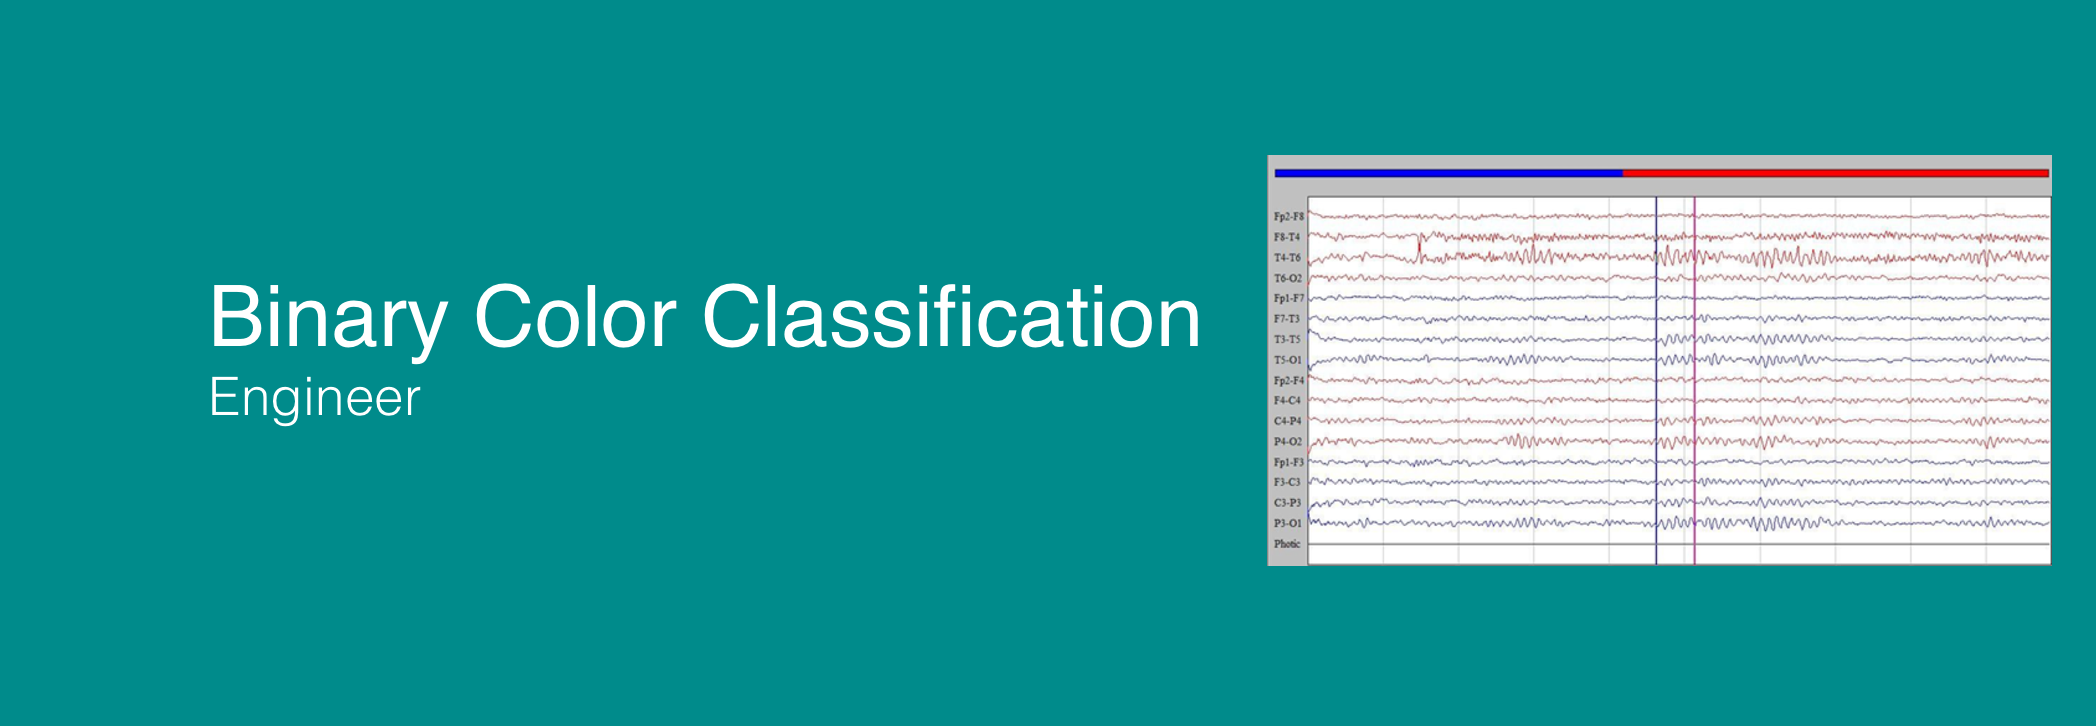 Binary Color Classification
Engineer
Fp2-F8
F8-T4
T4-T6
T6-O2
Fp1-F7
F7-T3
T3-T5
T5-O1
Fp2-F4
F4-C4
C4-P4
P4-O2
Fp1-F3
F3-C3
C3-P3
P3-O1
Photic